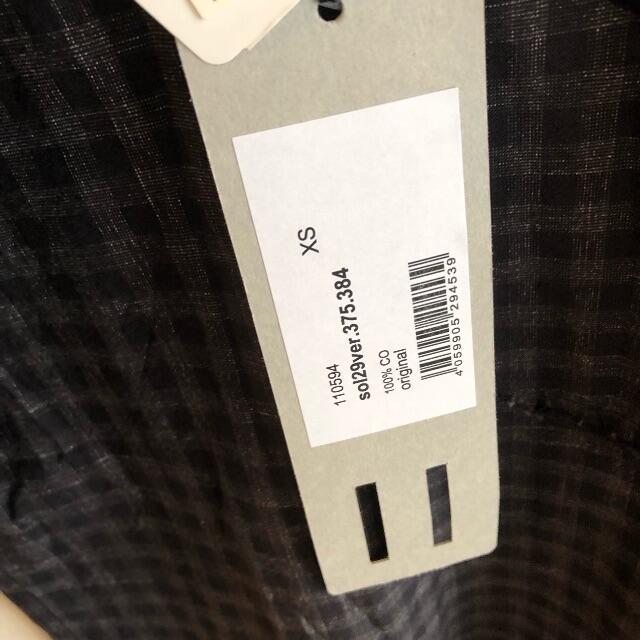 XS
110594
sol29ver.375.384
100% CO
original
4 059905 294539